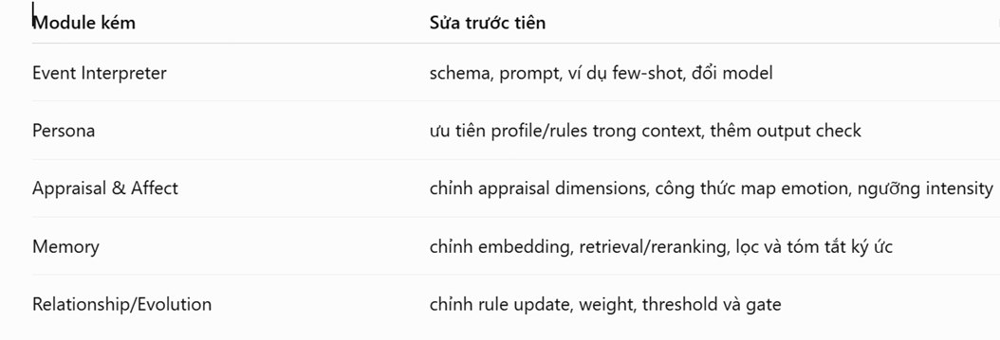 Module kém Sửa trước tiên
Event Interpreter schema, prompt, ví dụ few-shot, đổi model
Persona ưu tiên profile/rules trong context, thêm output check
Appraisal & Affect chỉnh appraisal dimensions, công thức map emotion, ngưỡng intensity
Memory chỉnh embedding, retrieval/reranking, lọc và tóm tắt ký ức
Relationship/Evolution chỉnh rule update, weight, threshold và gate